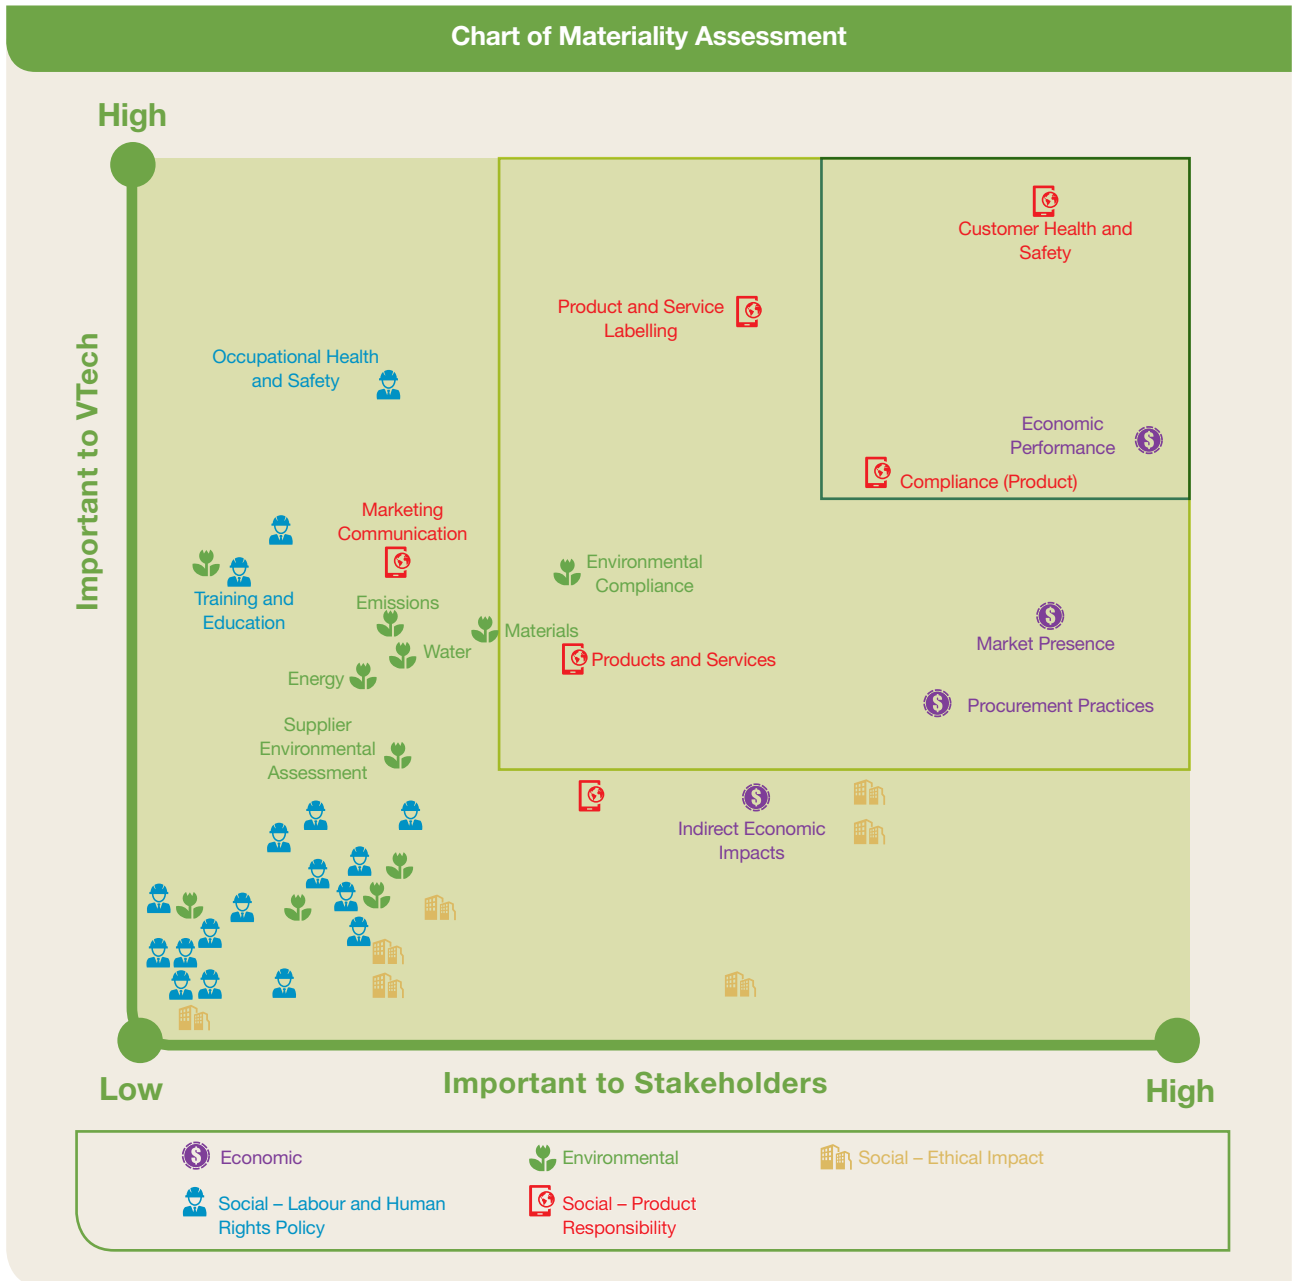 Chart of Materiality Assessment
High
Important to VTech
Customer Health and
Safety
Product and Service
Labelling
Occupational Health
and Safety
Economic
Performance
Compliance (Product)
Marketing
Communication
Environmental
Compliance
Training and
Education
Emissions
Materials
Water
Products and Services
Market Presence
Energy
Procurement Practices
Supplier
Environmental
Assessment
Indirect Economic
Impacts
Low
Important to Stakeholders
High
Economic
Environmental
Social – Ethical Impact
Social – Labour and Human
Rights Policy
Social – Product
Responsibility